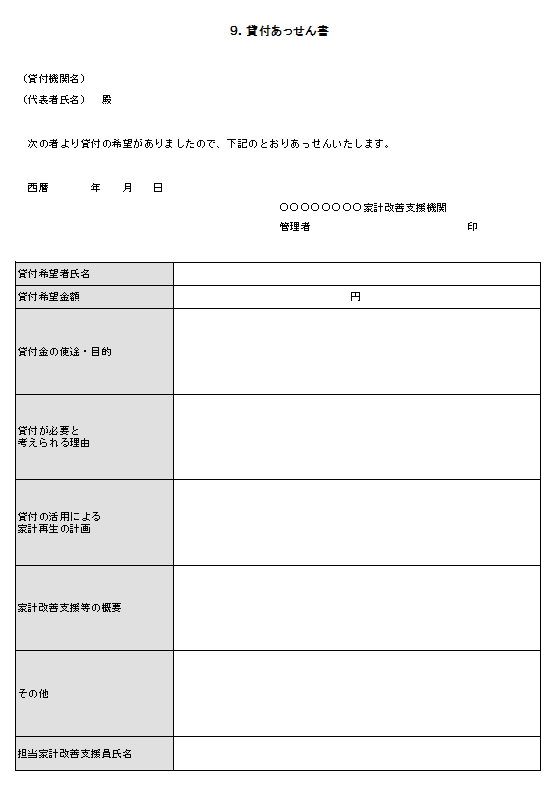 9. 貸付あっせん書
（貸付機関名）
（代表者氏名）　殿
次の者より貸付の希望がありましたので、下記のとおりあっせんいたします。
西暦　　　　年　　月　　日
〇〇〇〇〇〇〇〇家計改善支援機関
管理者　　　　　　　　　　　　　　　印
貸付希望者氏名
貸付希望金額　　　　　　　　　　　　円
貸付金の使途・目的
貸付が必要と
考えられる理由
貸付の活用による
家計再生の計画
家計改善支援等の概要
その他
担当家計改善支援員氏名